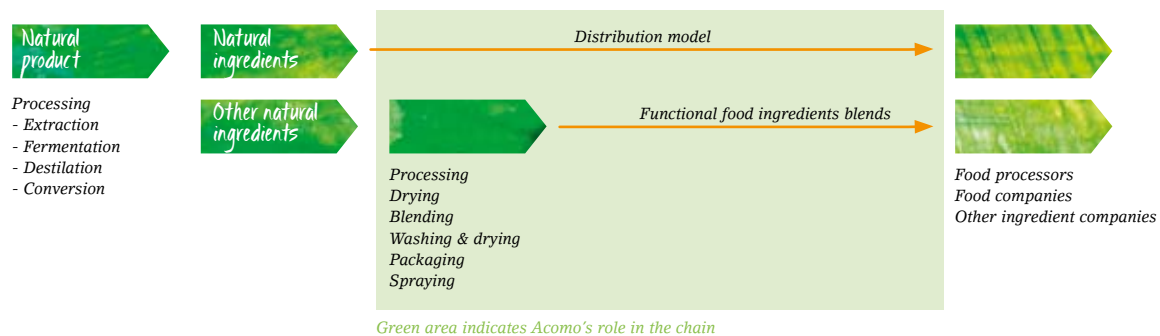 Natural
product
Natural
ingredients
Distribution model
Processing
- Extraction
- Fermentation
- Destilation
- Conversion
Other natural
ingredients
Functional food ingredients blends
Processing
Drying
Blending
Washing & drying
Packaging
Spraying
Food processors
Food companies
Other ingredient companies
Green area indicates Acomo's role in the chain